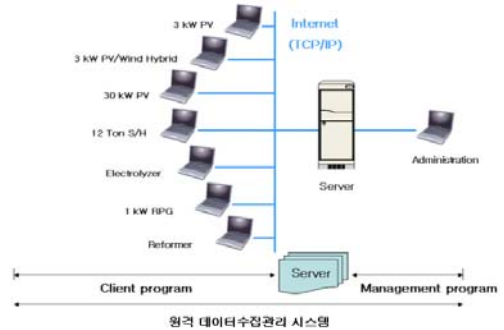 3 kW PV
Internet
(TCP/IP)
3 kW PV/Wind Hybrid
30 kW PV
12 Ton S/H
Administration
Electrolyzer
Server
1 kW RPG
Reformer
Server
Client program
Management program
원격 데이터수집관리 시스템